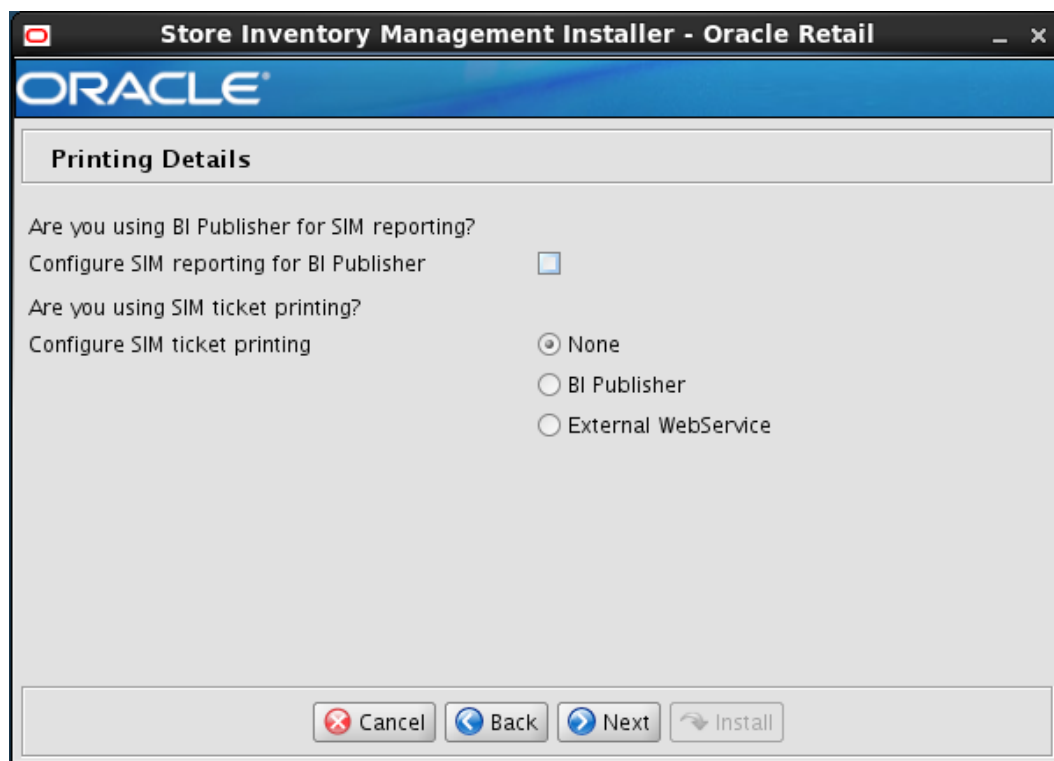 Store Inventory Management Installer - Oracle Retail
ORACLE®
Printing Details
Are you using BI Publisher for SIM reporting?
Configure SIM reporting for BI Publisher
Are you using SIM ticket printing?
Configure SIM ticket printing
None
BI Publisher
External WebService
Cancel Back Next Install